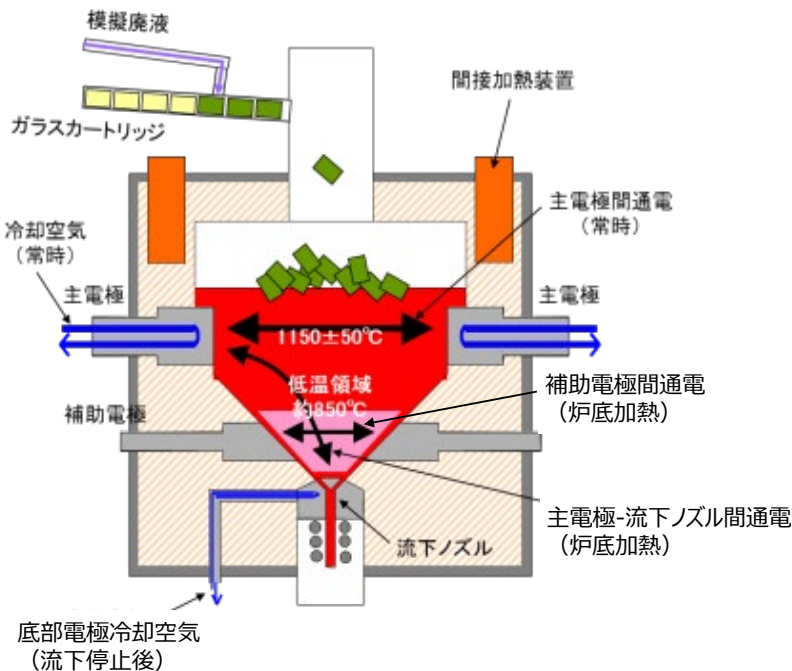 模擬廃液
ガラスカートリッジ
間接加熱装置
主電極間通電
（常時）
冷却空気
（常時）
主電極
主電極
1150±50℃
低温領域
約850℃
補助電極
補助電極間通電
（炉底加熱）
主電極-流下ノズル間通電
（炉底加熱）
流下ノズル
底部電極冷却空気
（流下停止後）